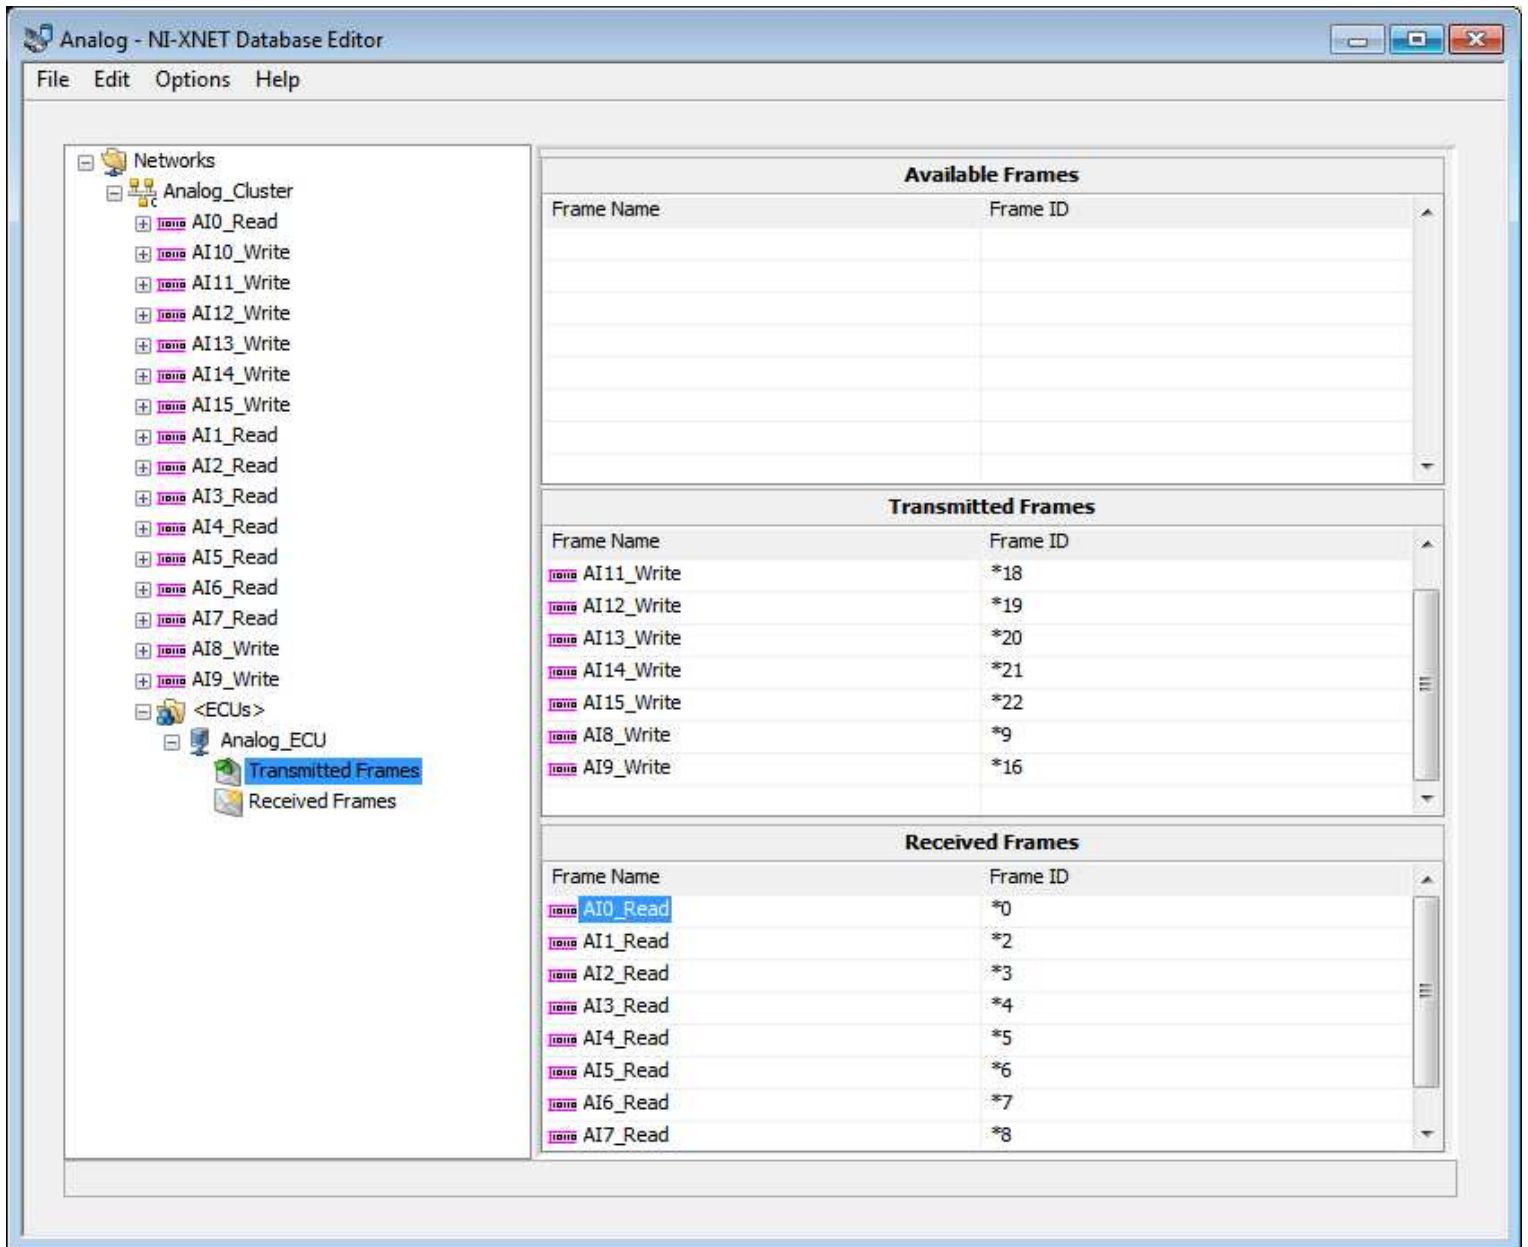 Analog - NI-XNET Database Editor
File Edit Options Help
Networks
Analog_Cluster
AI0_Read
AI10_Write
AI11_Write
AI12_Write
AI13_Write
AI14_Write
AI15_Write
AI1_Read
AI2_Read
AI3_Read
AI4_Read
AI5_Read
AI6_Read
AI7_Read
AI8_Write
AI9_Write
<ECUs>
Analog_ECU
Transmitted Frames
Received Frames
Available Frames
Frame Name Frame ID
Transmitted Frames
Frame Name Frame ID
AI11_Write *18
AI12_Write *19
AI13_Write *20
AI14_Write *21
AI15_Write *22
AI8_Write *9
AI9_Write *16
Received Frames
Frame Name Frame ID
AI0_Read *0
AI1_Read *2
AI2_Read *3
AI3_Read *4
AI4_Read *5
AI5_Read *6
AI6_Read *7
AI7_Read *8